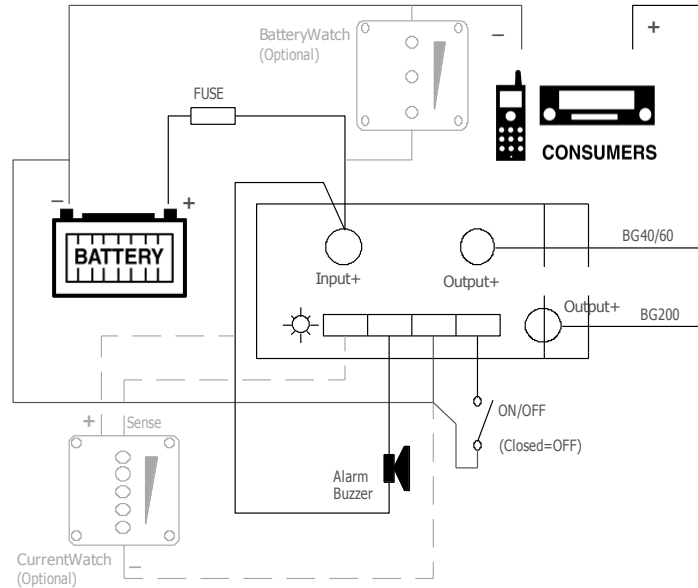 BatteryWatch
(Optional)
−
+
FUSE
CONSUMERS
−
+
BATTERY
Input+
Output+
BG40/60
Output+
BG200
+
Sense
ON/OFF
(Closed=OFF)
Alarm
Buzzer
CurrentWatch
(Optional)
−